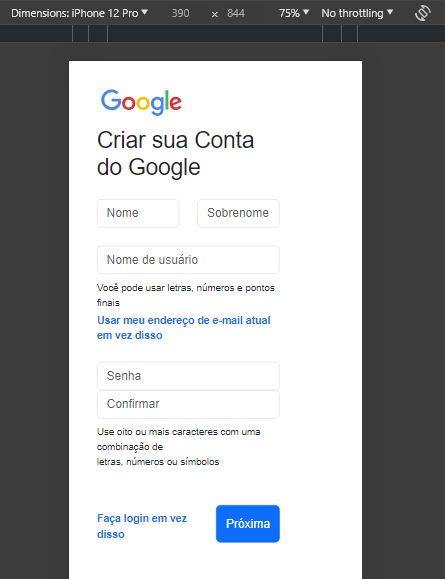 Dimensions: iPhone 12 Pro 390 × 844 75% No throttling
Google
Criar sua Conta
do Google
Nome Sobrenome
Nome de usuário
Você pode usar letras, números e pontos
finais
Usar meu endereço de e-mail atual
em vez disso
Senha
Confirmar
Use oito ou mais caracteres com uma
combinação de
letras, números ou símbolos
Faça login em vez
disso
Próxima